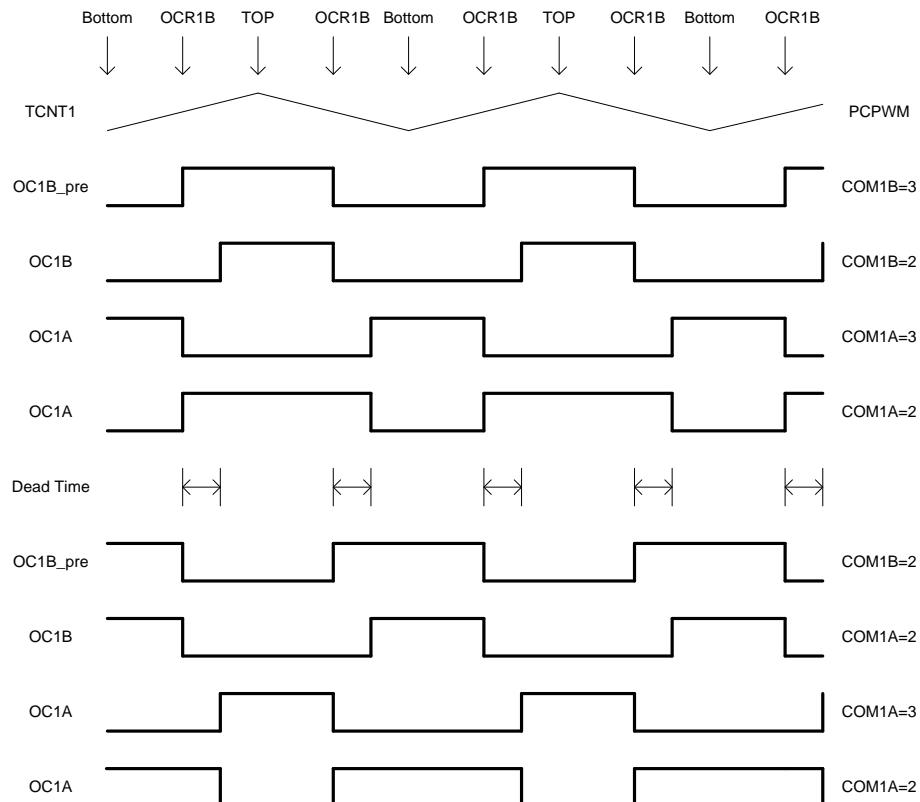 Bottom OCR1B TOP OCR1B Bottom OCR1B TOP OCR1B Bottom OCR1B
TCNT1 PCPWM
OC1B_pre COM1B=3
OC1B COM1B=2
OC1A COM1A=3
OC1A COM1A=2
Dead Time
OC1B_pre COM1B=2
OC1B COM1A=2
OC1A COM1A=3
OC1A COM1A=2